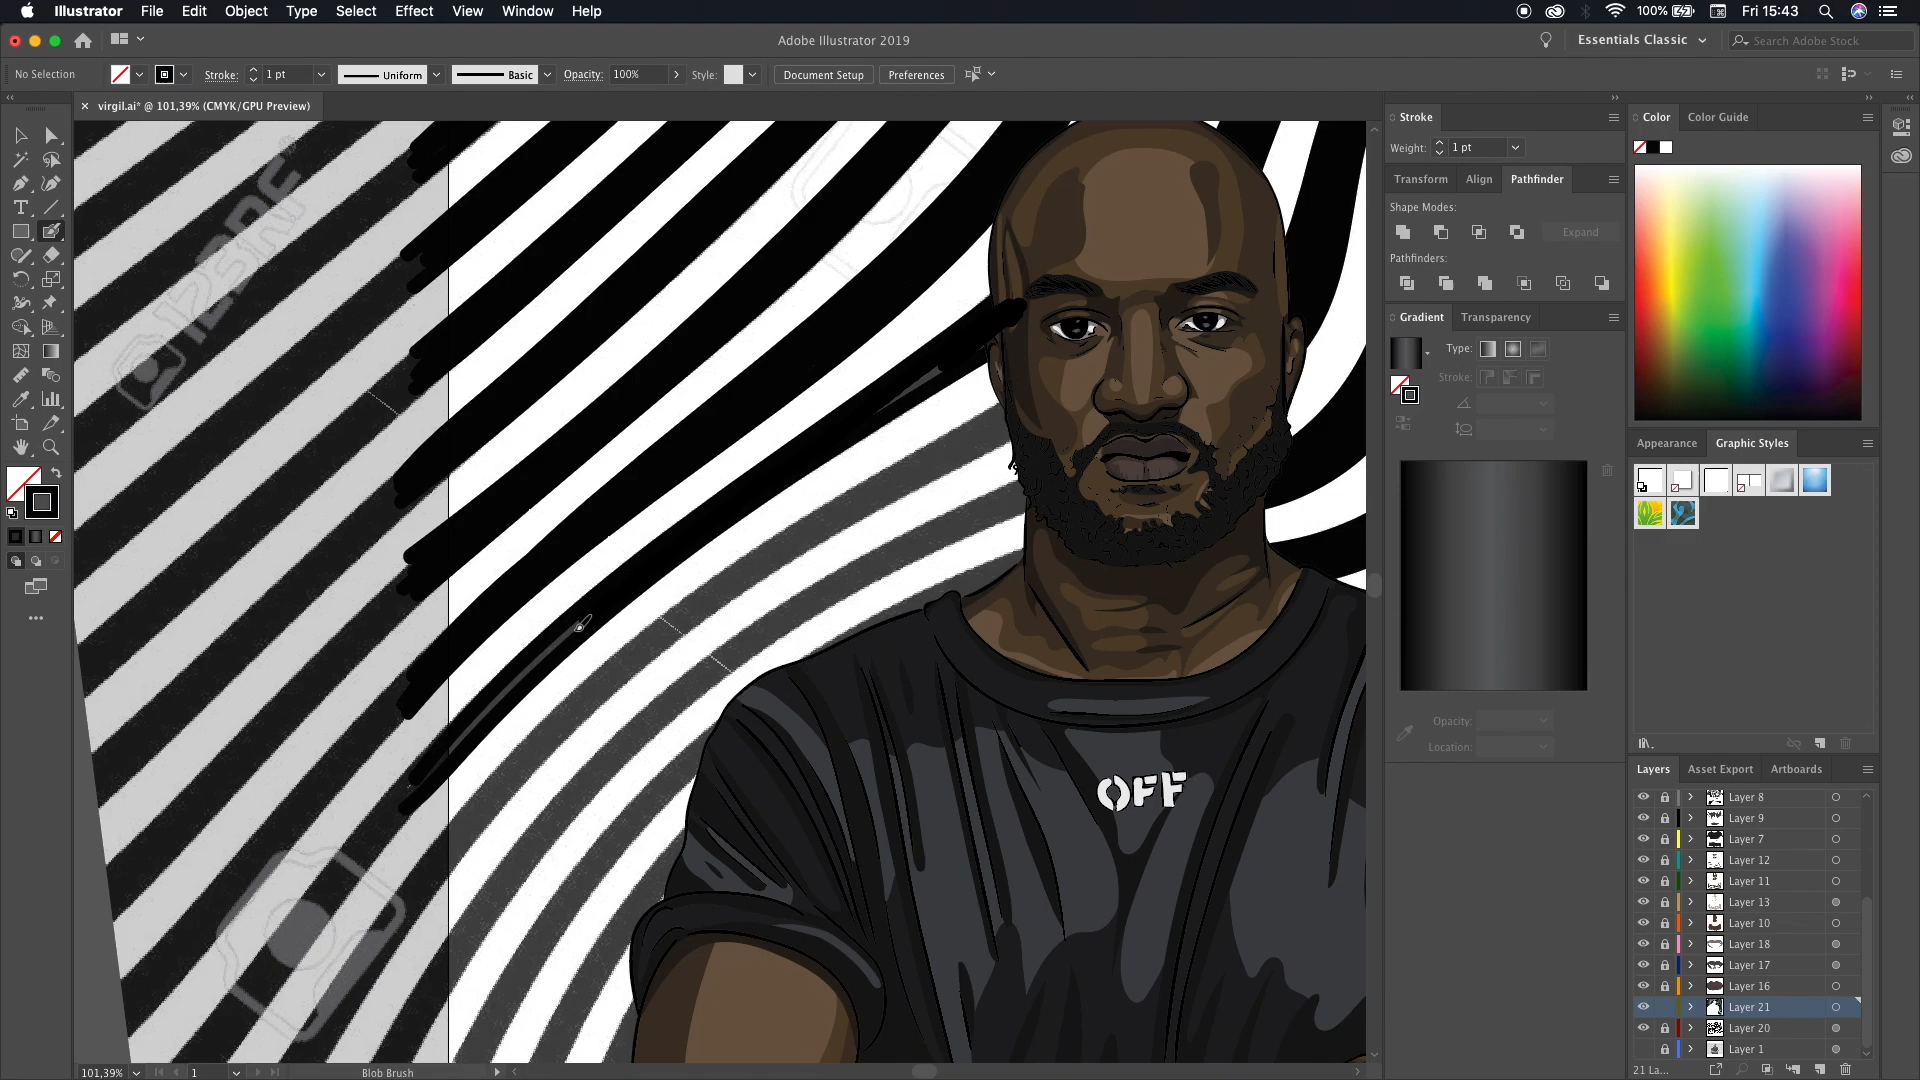 Illustrator File Edit Object Type Select Effect View Window Help 100% Fri 15:43
Adobe Illustrator 2019 Essentials Classic Search Adobe Stock
No Selection Stroke: 1 pt Uniform Basic Opacity: 100% Style: Document Setup Preferences
× virgil.ai* @ 101,39% (CMYK/GPU Preview)
Stroke
Weight: 1 pt
Transform Align Pathfinder
Shape Modes:
Expand
Pathfinders:
Gradient Transparency
Type:
Stroke:
Opacity:
Location:
Color Color Guide
Appearance Graphic Styles
Layers Asset Export Artboards
Layer 8
Layer 9
Layer 7
Layer 12
Layer 11
Layer 13
Layer 10
Layer 18
Layer 17
Layer 16
Layer 21
Layer 20
Layer 1
21 La...
123RF
OFF
101,39% 1 Blob Brush